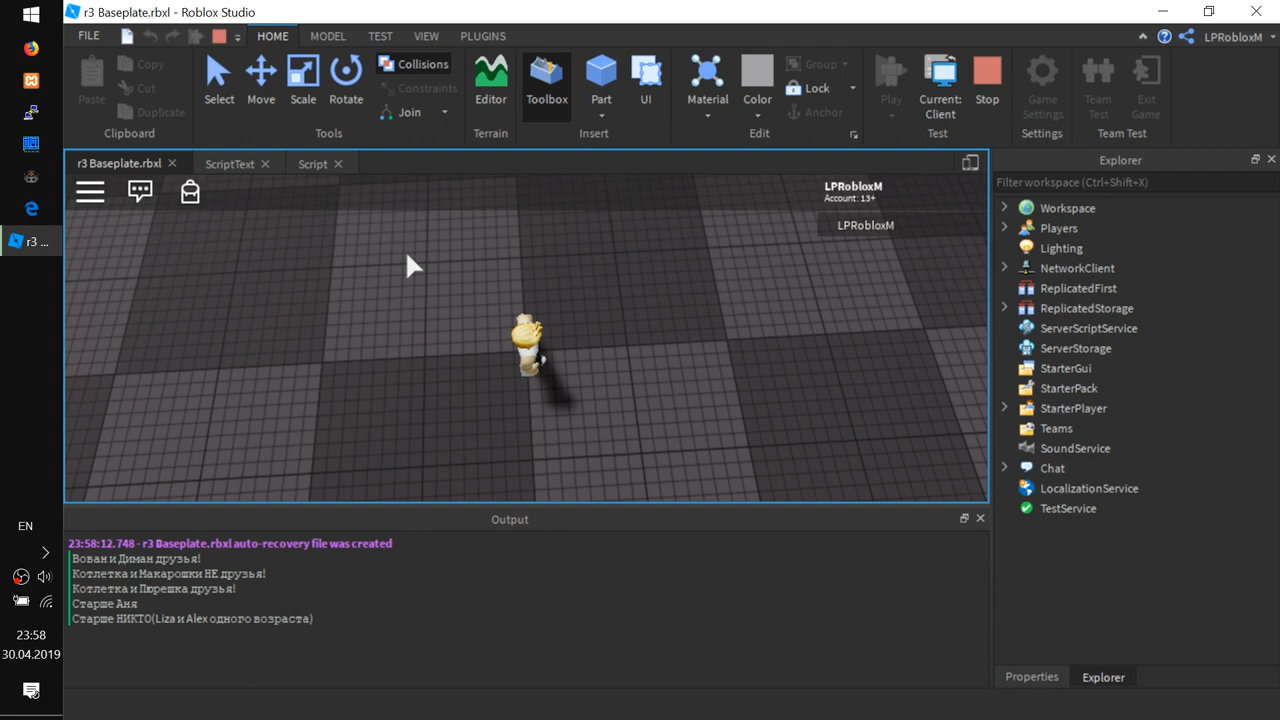 r3 Baseplate.rbxl - Roblox Studio
FILE HOME MODEL TEST VIEW PLUGINS LPRobloxM
Paste Copy Cut Duplicate Clipboard
Select Move Scale Rotate Collisions Constraints Join Tools
Editor Terrain
Toolbox Part UI Insert
Material Color Group Lock Anchor Edit
Play Current: Client Stop Test
Game Settings Settings
Team Test Exit Game Team Test
r3 Baseplate.rbxl ScriptText Script
LPRobloxM
Account: 13+
LPRobloxM
Explorer
Filter workspace (Ctrl+Shift+X)
Workspace
Players
Lighting
NetworkClient
ReplicatedFirst
ReplicatedStorage
ServerScriptService
ServerStorage
StarterGui
StarterPack
StarterPlayer
Teams
SoundService
Chat
LocalizationService
TestService
Properties Explorer
Output
23:58:12.748 - r3 Baseplate.rbxl auto-recovery file was created
Вован и Диман друзья!
Котлетка и Макарошки НЕ друзья!
Котлетка и Пюрешка друзья!
Старше Аня
Старше НИКТО(Liza и Alex одного возраста)
r3 ...
EN
23:58
30.04.2019